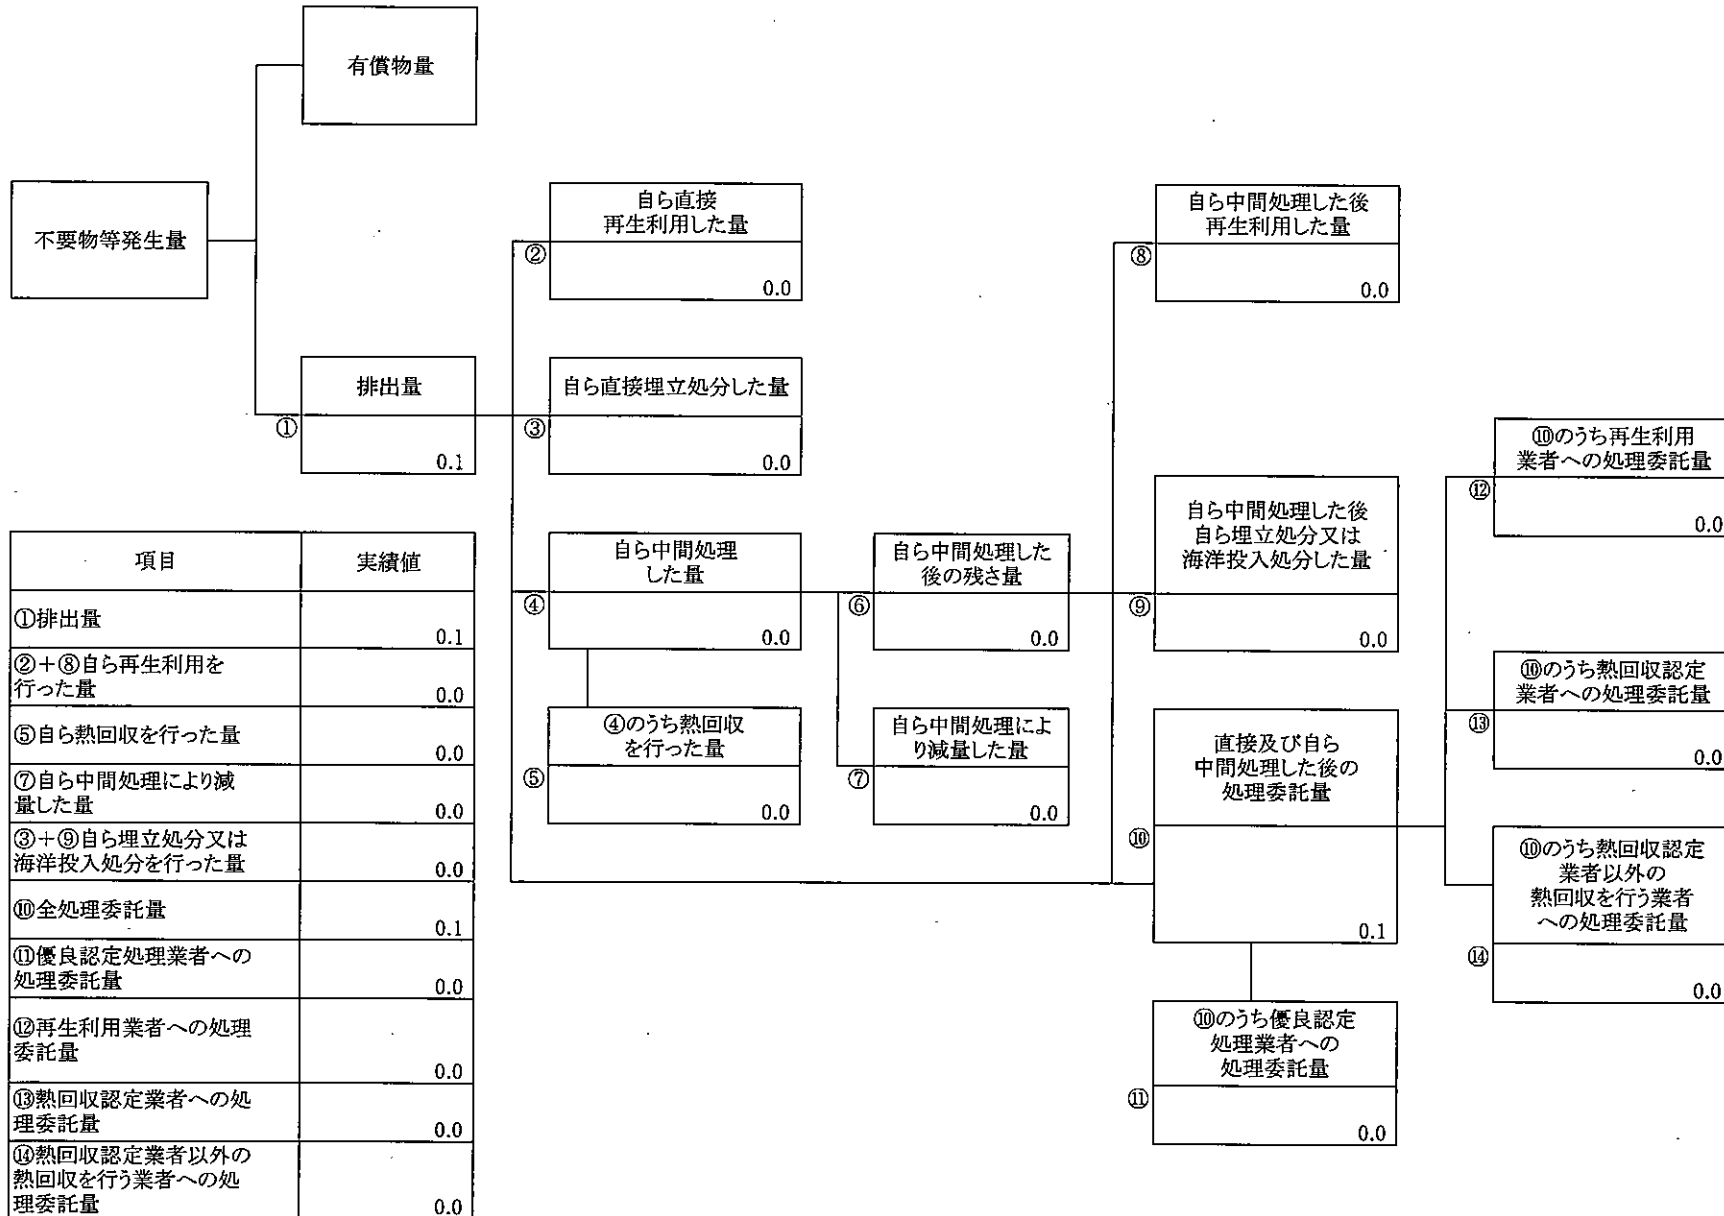 有償物量
不要物等発生量
①
排出量
0.1
②
自ら直接
再生利用した量
0.0
③
自ら直接埋立処分した量
0.0
④
自ら中間処理
した量
0.0
⑤
④のうち熱回収
を行った量
0.0
⑥
自ら中間処理した
後の残さ量
0.0
⑦
自ら中間処理によ
り減量した量
0.0
⑧
自ら中間処理した後
再生利用した量
0.0
⑨
自ら中間処理した後
自ら埋立処分又は
海洋投入処分した量
0.0
⑩
直接及び自ら
中間処理した後の
処理委託量
0.1
⑪
⑩のうち優良認定
処理業者への
処理委託量
0.0
⑫
⑩のうち再生利用
業者への処理委託量
0.0
⑬
⑩のうち熱回収認定
業者への処理委託量
0.0
⑭
⑩のうち熱回収認定
業者以外の
熱回収を行う業者
への処理委託量
0.0
項目 実績値
①排出量
0.1
②+⑧自ら再生利用を
行った量
0.0
⑤自ら熱回収を行った量
0.0
⑦自ら中間処理により減
量した量
0.0
③+⑨自ら埋立処分又は
海洋投入処分を行った量
0.0
⑩全処理委託量
0.1
⑪優良認定処理業者への
処理委託量
0.0
⑫再生利用業者への処理
委託量
0.0
⑬熱回収認定業者への処
理委託量
0.0
⑭熱回収認定業者以外の
熱回収を行う業者への処
理委託量
0.0